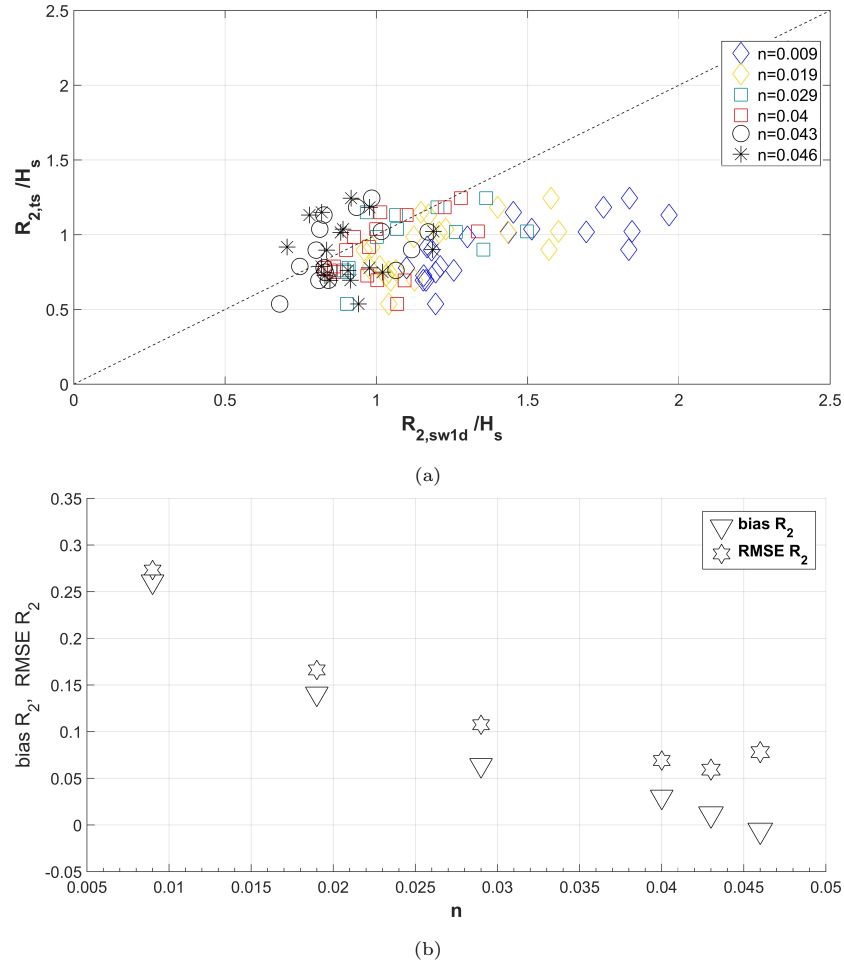 2.5
2
1.5
1
0.5
0
R2,ts /Hs
n=0.009
n=0.019
n=0.029
n=0.04
n=0.043
n=0.046
0 0.5 1 1.5 2 2.5
R2,sw1d/Hs
(a)
0.35
0.3
0.25
0.2
0.15
0.1
0.05
0
-0.05
bias R2, RMSE R2
bias R2
RMSE R2
0.005 0.01 0.015 0.02 0.025 0.03 0.035 0.04 0.045 0.05
n
(b)